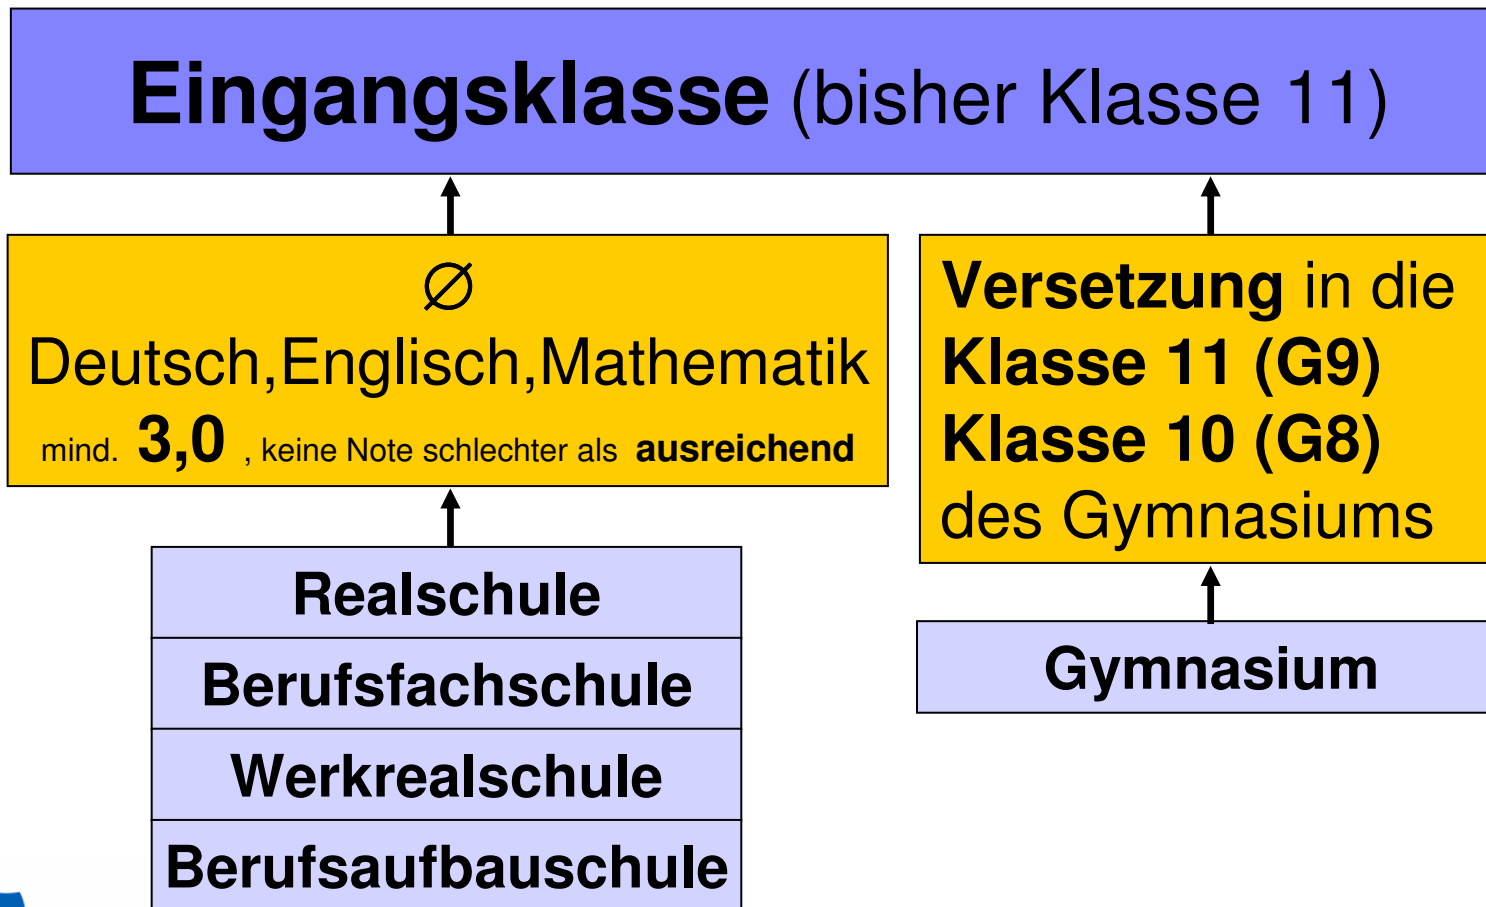 Eingangsklasse (bisher Klasse 11)
∅
Deutsch,Englisch,Mathematik
mind. 3,0 , keine Note schlechter als ausreichend
Versetzung in die
Klasse 11 (G9)
Klasse 10 (G8)
des Gymnasiums
Realschule
Berufsfachschule
Werkrealschule
Berufsaufbauschule
Gymnasium